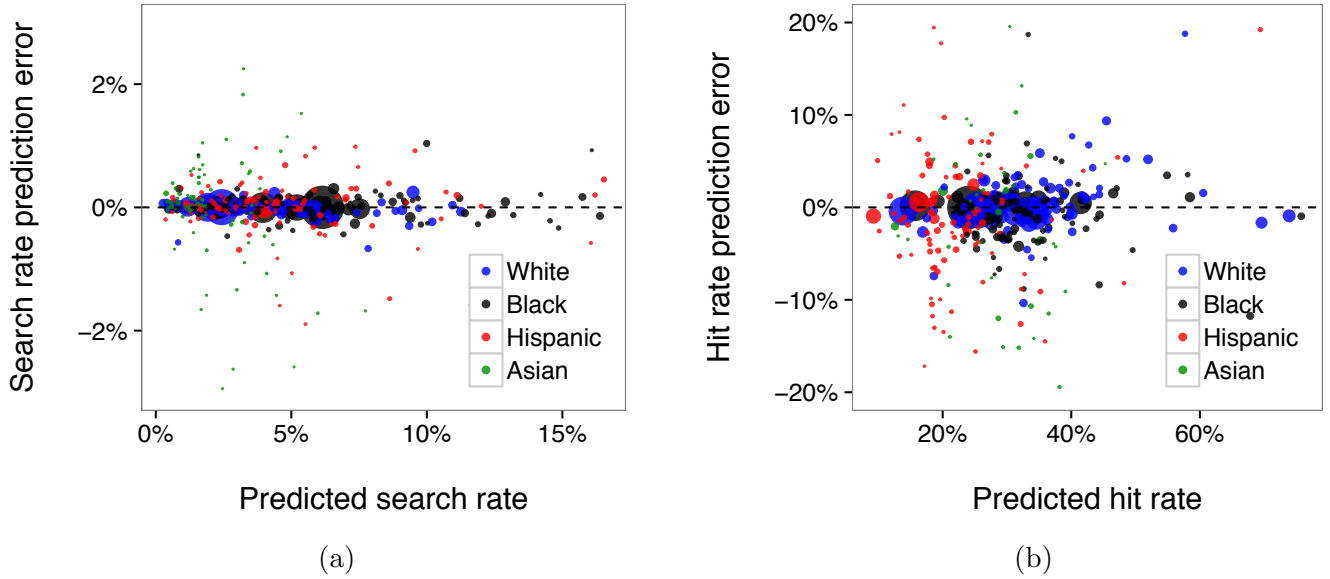 Search rate prediction error
2%
0%
−2%
0%
5%
10%
15%
Predicted search rate
White
Black
Hispanic
Asian
(a)
Hit rate prediction error
20%
10%
0%
−10%
−20%
20%
40%
60%
Predicted hit rate
White
Black
Hispanic
Asian
(b)